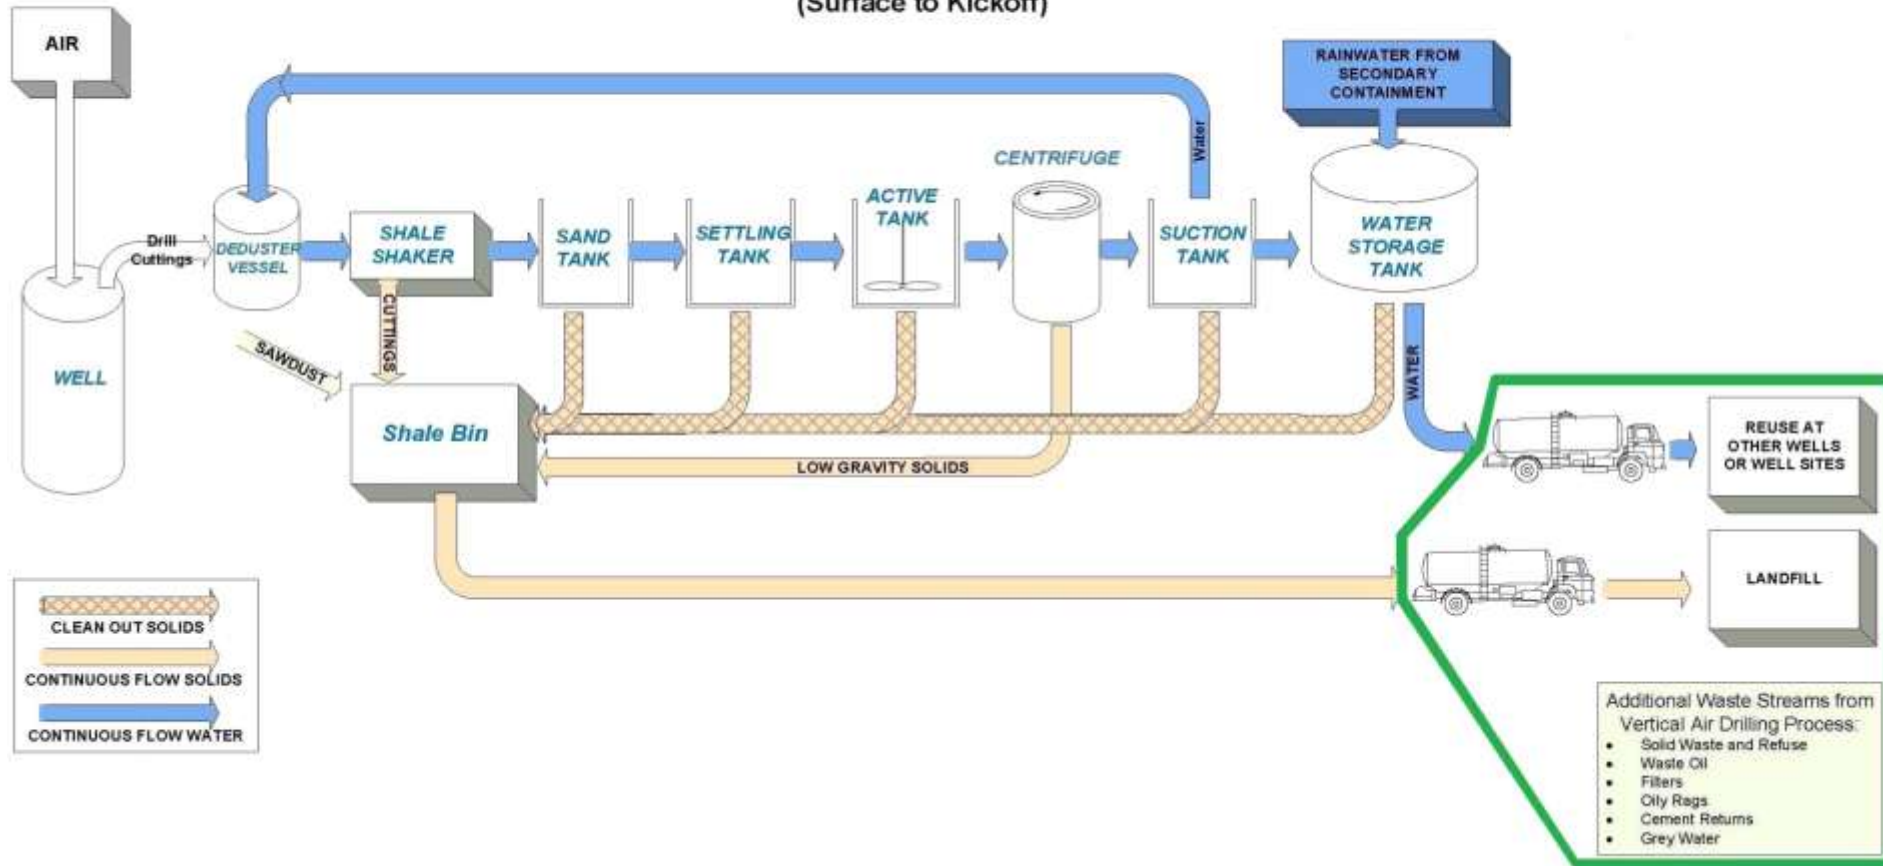 (Surface to Kickoff)
AIR
RAINWATER FROM
SECONDARY
CONTAINMENT
Water
CENTRIFUGE
ACTIVE
TANK
Drill
Cuttings
DEDUSTER
VESSEL
SHALE
SHAKER
SAND
TANK
SETTLING
TANK
SUCTION
TANK
WATER
STORAGE
TANK
CUTTINGS
SAWDUST
WATER
WELL
Shale Bin
LOW GRAVITY SOLIDS
REUSE AT
OTHER WELLS
OR WELL SITES
LANDFILL
CLEAN OUT SOLIDS
CONTINUOUS FLOW SOLIDS
CONTINUOUS FLOW WATER
Additional Waste Streams from
Vertical Air Drilling Process:
• Solid Waste and Refuse
• Waste Oil
• Filters
• Oily Rags
• Cement Returns
• Grey Water